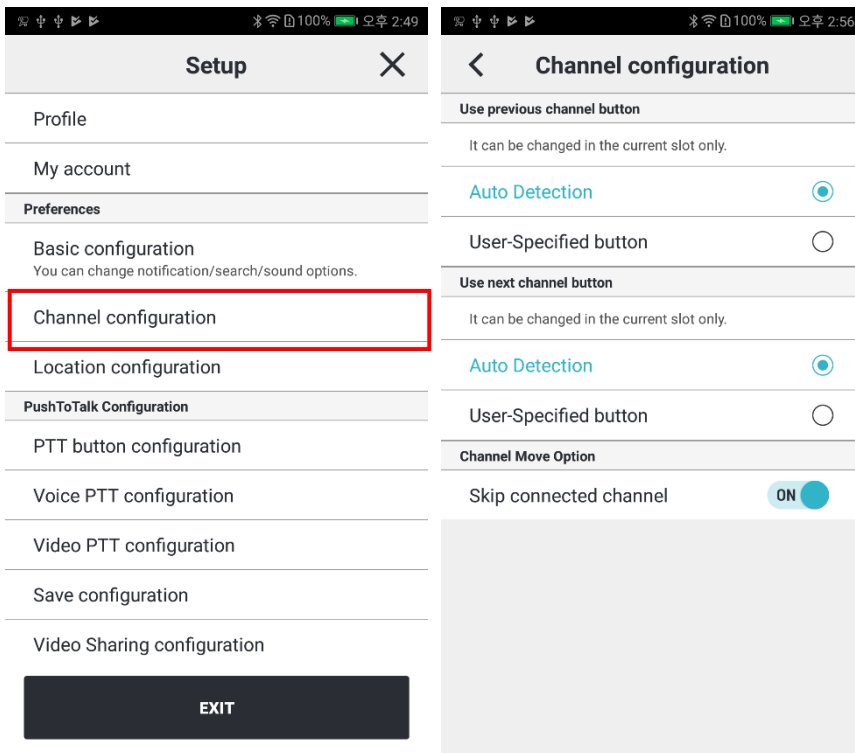 100% 오후 2:49
Setup
Profile
My account
Preferences
Basic configuration
You can change notification/search/sound options.
Channel configuration
Location configuration
PushToTalk Configuration
PTT button configuration
Voice PTT configuration
Video PTT configuration
Save configuration
Video Sharing configuration
EXIT
100% 오후 2:56
Channel configuration
Use previous channel button
It can be changed in the current slot only.
Auto Detection
User-Specified button
Use next channel button
It can be changed in the current slot only.
Auto Detection
User-Specified button
Channel Move Option
Skip connected channel ON